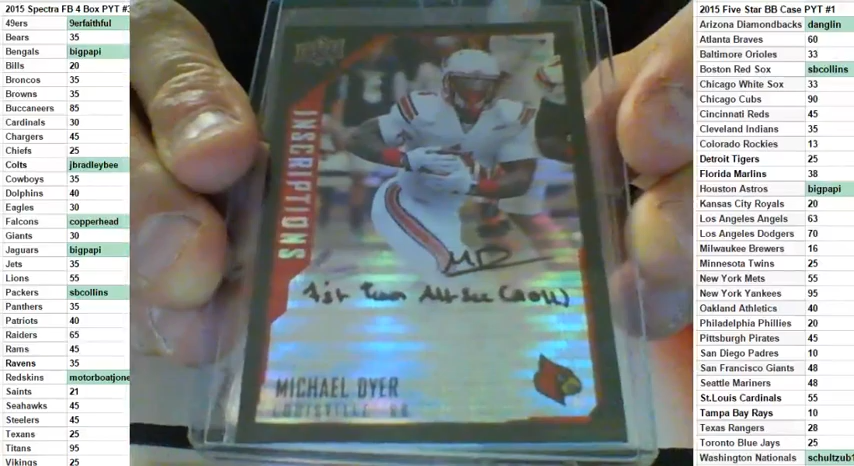 2015 Spectra FB 4 Box PYT #3
49ers 9erfaithful
Bears 35
Bengals bigpapi
Bills 20
Broncos 35
Browns 35
Buccaneers 85
Cardinals 30
Chargers 45
Chiefs 25
Colts jbradleybee
Cowboys 35
Dolphins 40
Eagles 30
Falcons copperhead
Giants 30
Jaguars bigpapi
Jets 35
Lions 55
Packers sbcollins
Panthers 35
Patriots 40
Raiders 65
Rams 45
Ravens 35
Redskins motorboatjone
Saints 21
Seahawks 45
Steelers 45
Texans 25
Titans 95
Vikings 25
INSCRIPTIONS
MD
1st Team All-SEC (2011)
MICHAEL DYER
LOUISVILLE RB
2015 Five Star BB Case PYT #1
Arizona Diamondbacks danglin
Atlanta Braves 60
Baltimore Orioles 33
Boston Red Sox sbcollins
Chicago White Sox 33
Chicago Cubs 90
Cincinnati Reds 45
Cleveland Indians 35
Colorado Rockies 13
Detroit Tigers 25
Florida Marlins 38
Houston Astros bigpapi
Kansas City Royals 20
Los Angeles Angels 63
Los Angeles Dodgers 70
Milwaukee Brewers 16
Minnesota Twins 25
New York Mets 55
New York Yankees 95
Oakland Athletics 40
Philadelphia Phillies 20
Pittsburgh Pirates 45
San Diego Padres 10
San Francisco Giants 48
Seattle Mariners 48
St.Louis Cardinals 55
Tampa Bay Rays 10
Texas Rangers 28
Toronto Blue Jays 25
Washington Nationals schultzub1